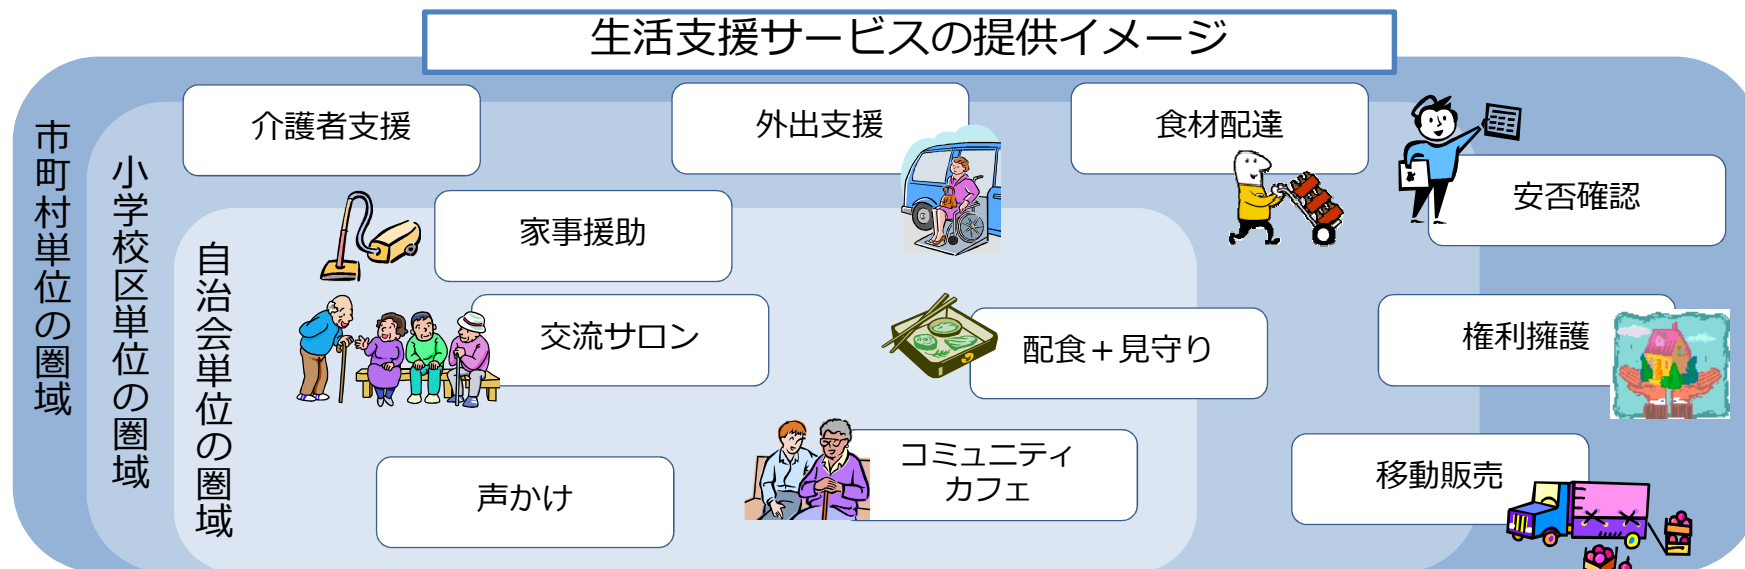 生活支援サービスの提供イメージ
市町村単位の圏域
小学校区単位の圏域
自治会単位の圏域
介護者支援
外出支援
食材配達
安否確認
家事援助
交流サロン
配食＋見守り
権利擁護
声かけ
コミュニティ
カフェ
移動販売